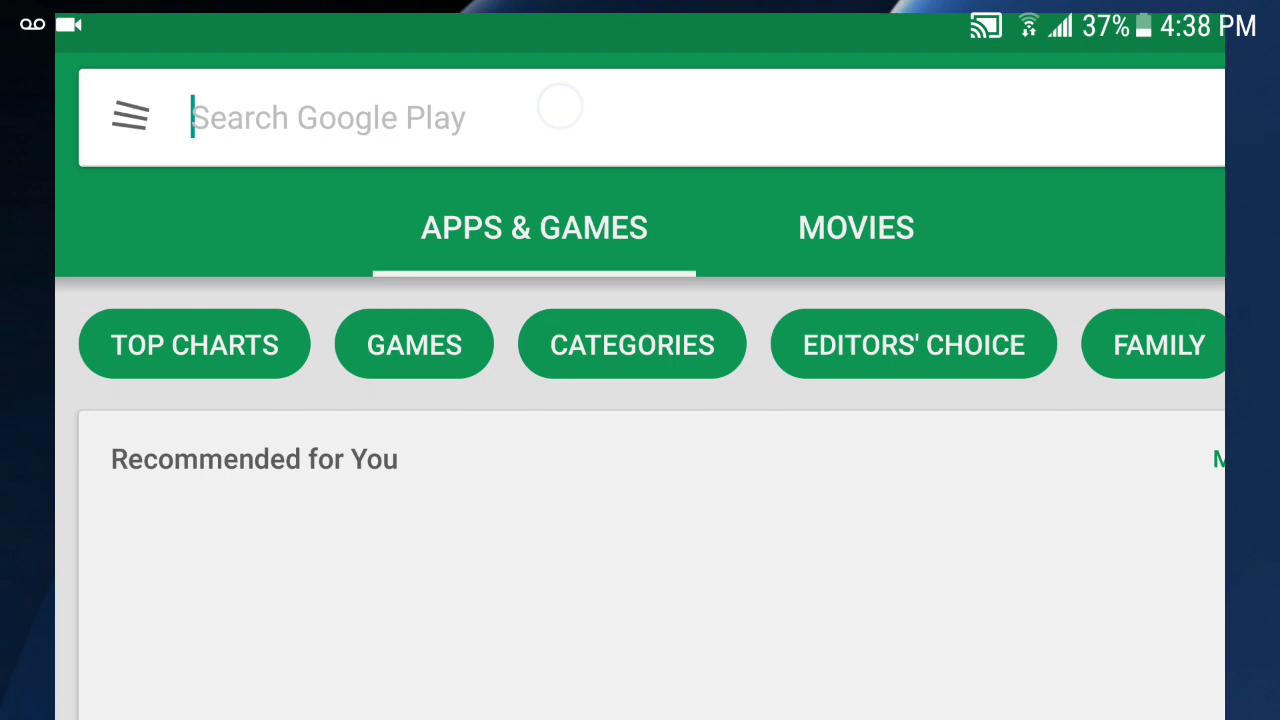 37% 4:38 PM
Search Google Play
APPS & GAMES MOVIES
TOP CHARTS GAMES CATEGORIES EDITORS' CHOICE FAMILY
Recommended for You